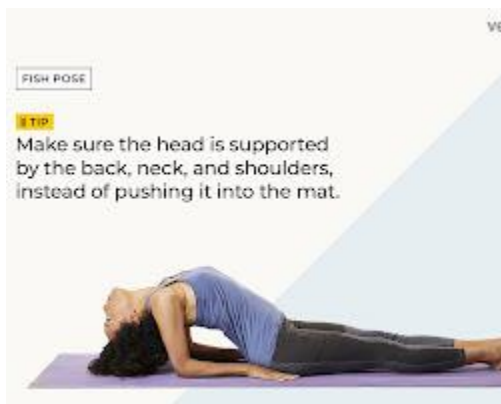 FISH POSE
TIP
Make sure the head is supported
by the back, neck, and shoulders,
instead of pushing it into the mat.